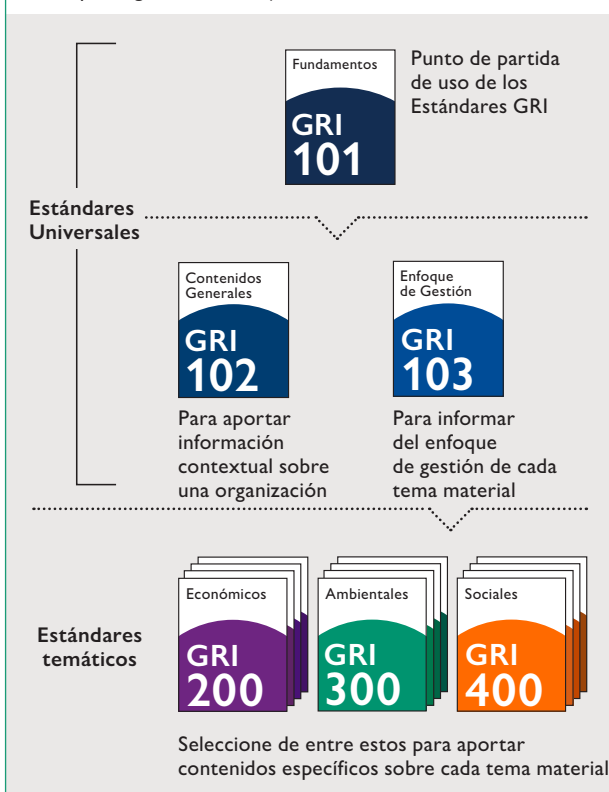 Fundamentos
GRI
101
Punto de partida
de uso de los
Estándares GRI
Estándares
Universales
Contenidos
Generales
GRI
102
Enfoque
de Gestión
GRI
103
Para aportar
información
contextual sobre
una organización
Para informar
del enfoque
de gestión de cada
tema material
Estándares
temáticos
Económicos
GRI
200
Ambientales
GRI
300
Sociales
GRI
400
Seleccione de entre estos para aportar
contenidos específicos sobre cada tema material